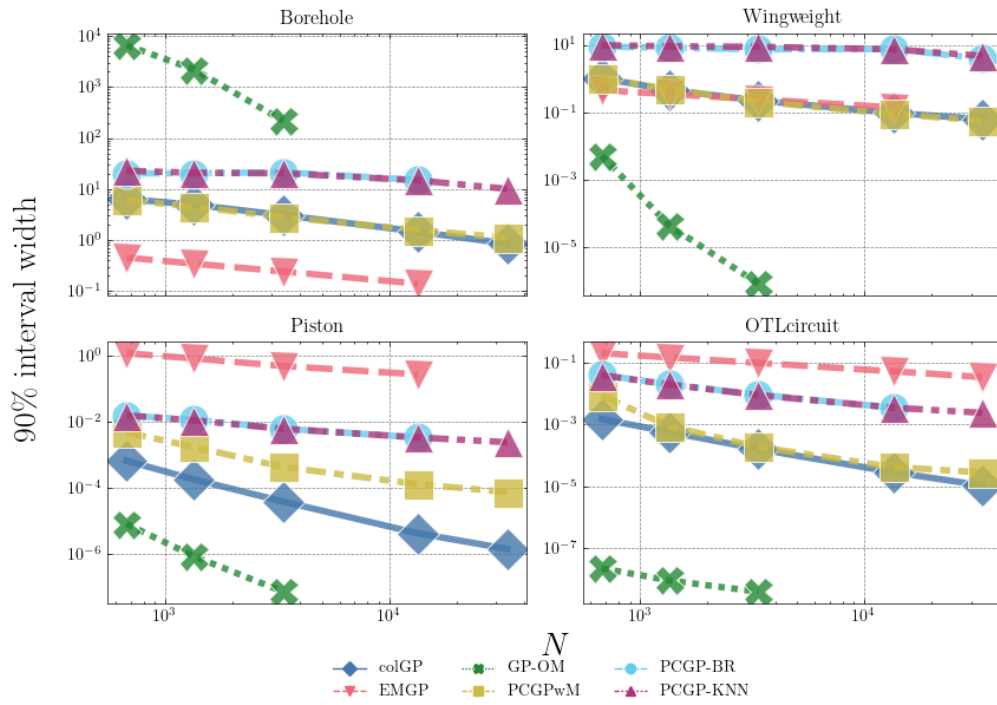 Borehole
Wingweight
10^4
10^3
10^2
10^1
10^0
10^-1
10^1
10^-1
10^-3
10^-5
90% interval width
Piston
OTLcircuit
10^0
10^-2
10^-4
10^-6
10^-1
10^-3
10^-5
10^-7
10^3
10^4
10^3
10^4
N
colGP
GP-OM
PCGP-BR
EMGP
PCGPwM
PCGP-KNN